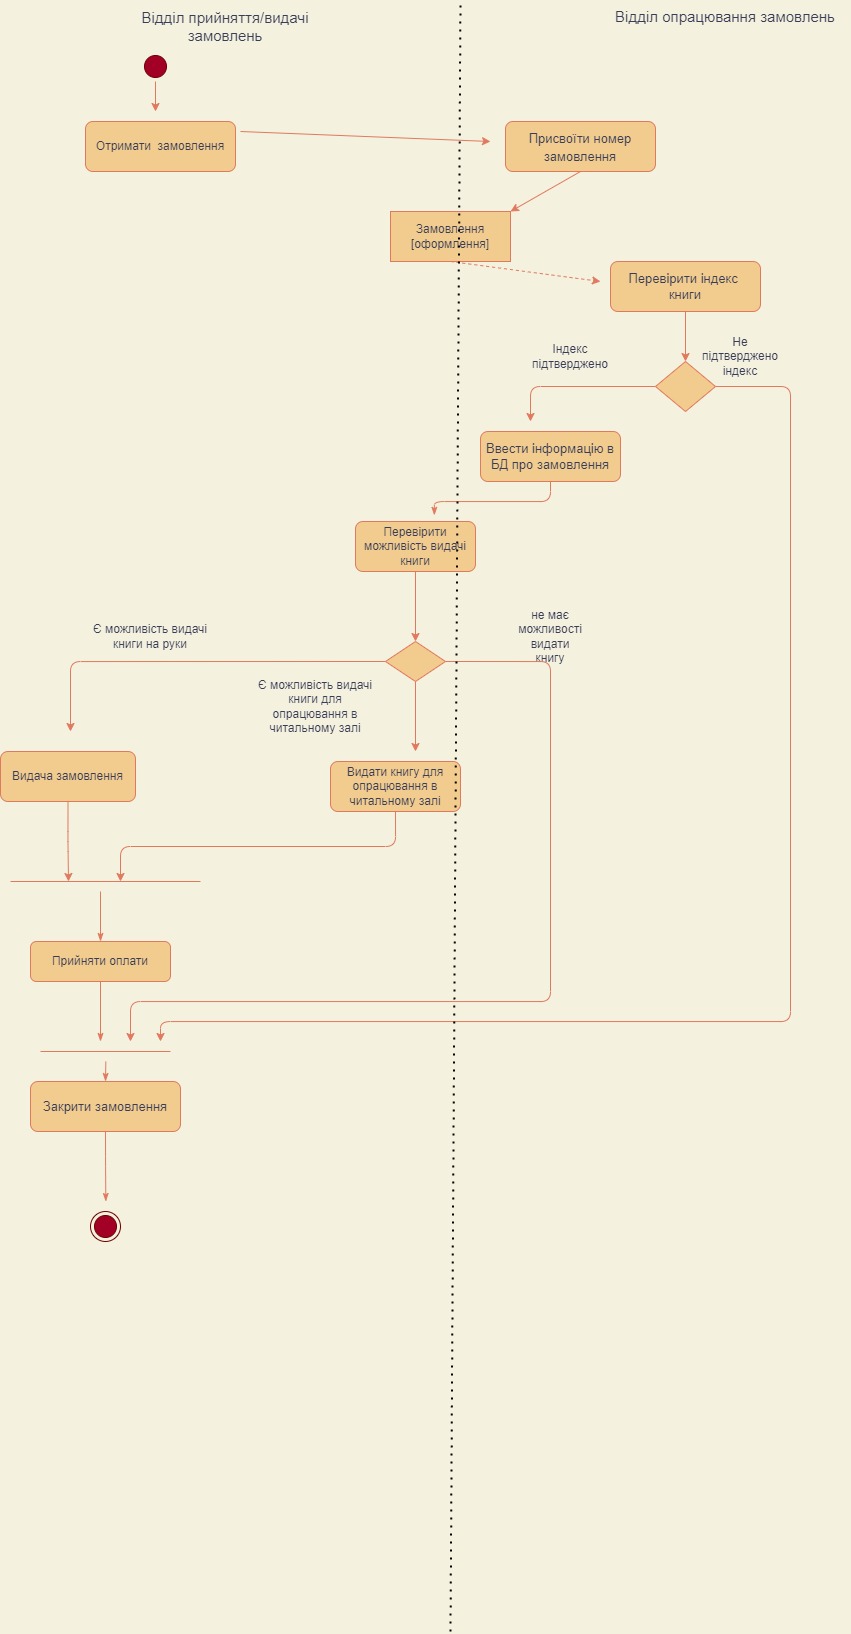 Відділ прийняття/видачі
замовлень
Відділ опрацювання замовлень
Отримати замовлення
Присвоїти номер
замовлення
Замовлення
[оформлення]
Перевірити індекс
книги
Індекс
підтверджено
Не
підтверджено
індекс
Ввести інформацію в
БД про замовлення
Перевірити
можливість видачі
книги
Є можливість видачі
книги на руки
не має
можливості
видати
книгу
Є можливість видачі
книги для
опрацювання в
читальному залі
Видача замовлення
Видати книгу для
опрацювання в
читальному залі
Прийняти оплати
Закрити замовлення